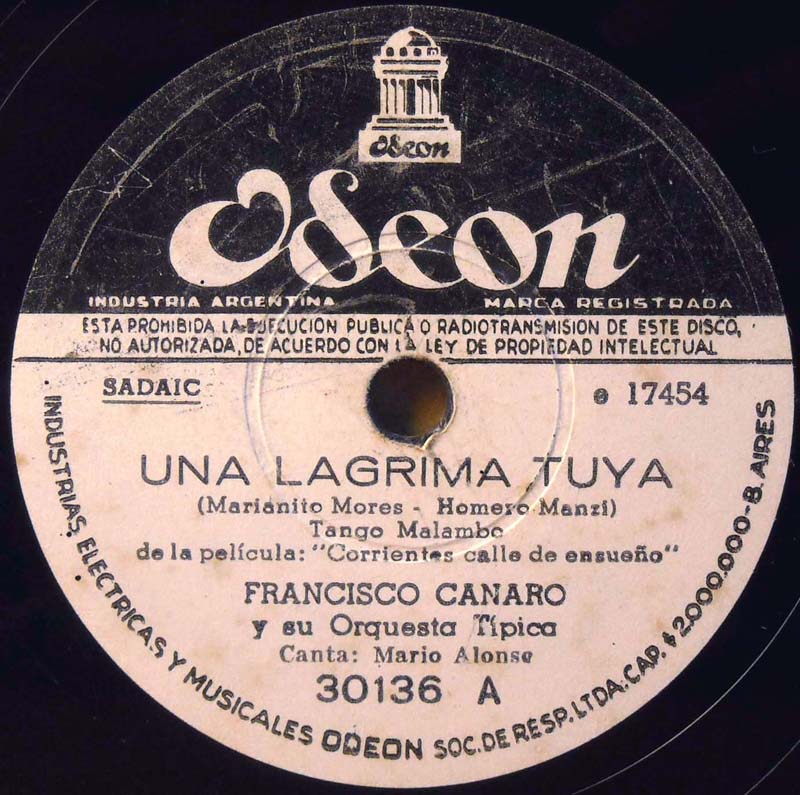 Odeon
Odeon
INDUSTRIA ARGENTINA MARCA REGISTRADA
ESTA PROHIBIDA LA EJECUCION PUBLICA O RADIOTRANSMISION DE ESTE DISCO,
NO AUTORIZADA, DE ACUERDO CON LA LEY DE PROPIEDAD INTELECTUAL
SADAIC e 17454
UNA LAGRIMA TUYA
(Marianito Mores - Homero Manzi)
Tango Malambo
de la película: "Corrientes calle de ensueño"
FRANCISCO CANARO
y su Orquesta Típica
Canta: Mario Alonso
30136 A
INDUSTRIAS ELECTRICAS Y MUSICALES ODEON SOC. DE RESP. LTDA. CAP. $ 2.000.000 - B. AIRES